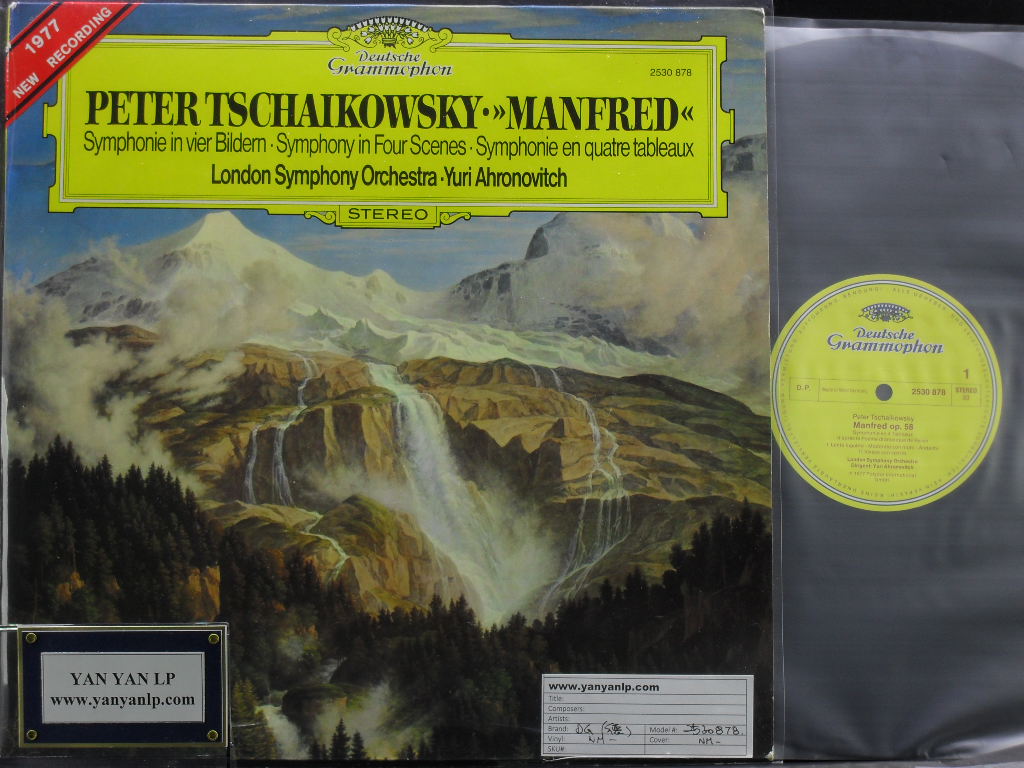 1977
NEW RECORDING
Deutsche
Grammophon
2530 878
PETER TSCHAIKOWSKY·»MANFRED«
Symphonie in vier Bildern · Symphony in Four Scenes · Symphonie en quatre tableaux
London Symphony Orchestra · Yuri Ahronovitch
STEREO
Deutsche
Grammophon
1
D.P.
2530 878
STEREO
33
Peter Tschaikowsky
Manfred op. 58
London Symphony Orchestra
Dirigent: Yuri Ahronovitch
YAN YAN LP
www.yanyanlp.com
www.yanyanlp.com
Title:
Composers:
Artists:
Brand: DG
Model#: 2530878.
Vinyl: NM-
Cover: NM-
SKU#: